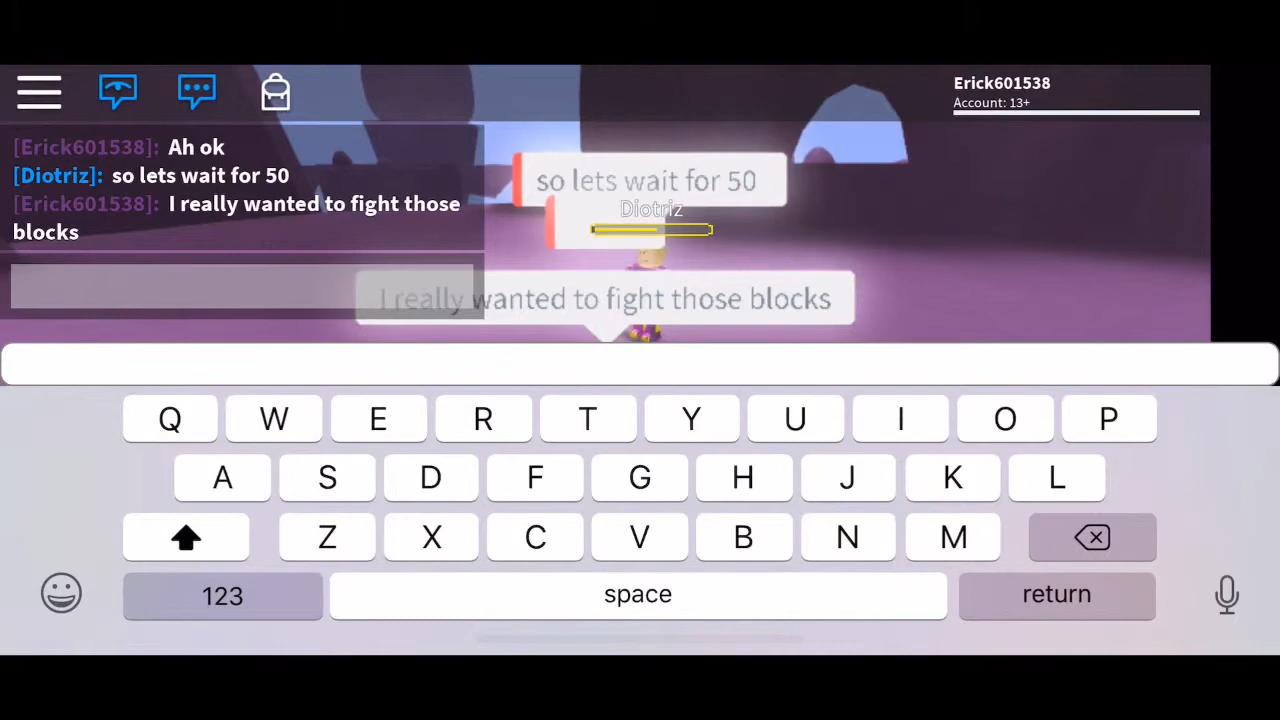 Erick601538
Account: 13+
[Erick601538]: Ah ok
[Diotriz]: so lets wait for 50
[Erick601538]: I really wanted to fight those
blocks
so lets wait for 50
Diotriz
I really wanted to fight those blocks
Q W E R T Y U I O P
A S D F G H J K L
Z X C V B N M
123 space return